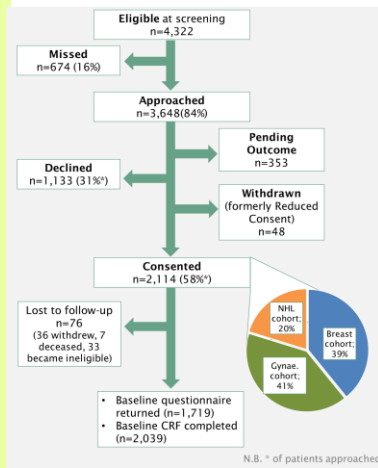 Eligible at screening
n=4,322
Missed
n=674 (16%)
Approached
n=3,648(84%)
Pending
Outcome
n=353
Declined
n=1,133 (31%*)
Withdrawn
(formerly Reduced
Consent)
n=48
Consented
n=2,114 (58%*)
Lost to follow-up
n=76
(36 withdrew, 7
deceased, 33
became ineligible)
NHL
cohort;
20%
Breast
cohort;
39%
Gynae.
cohort;
41%
• Baseline questionnaire
returned (n=1,719)
• Baseline CRF completed
(n=2,039)
N.B. * of patients approached